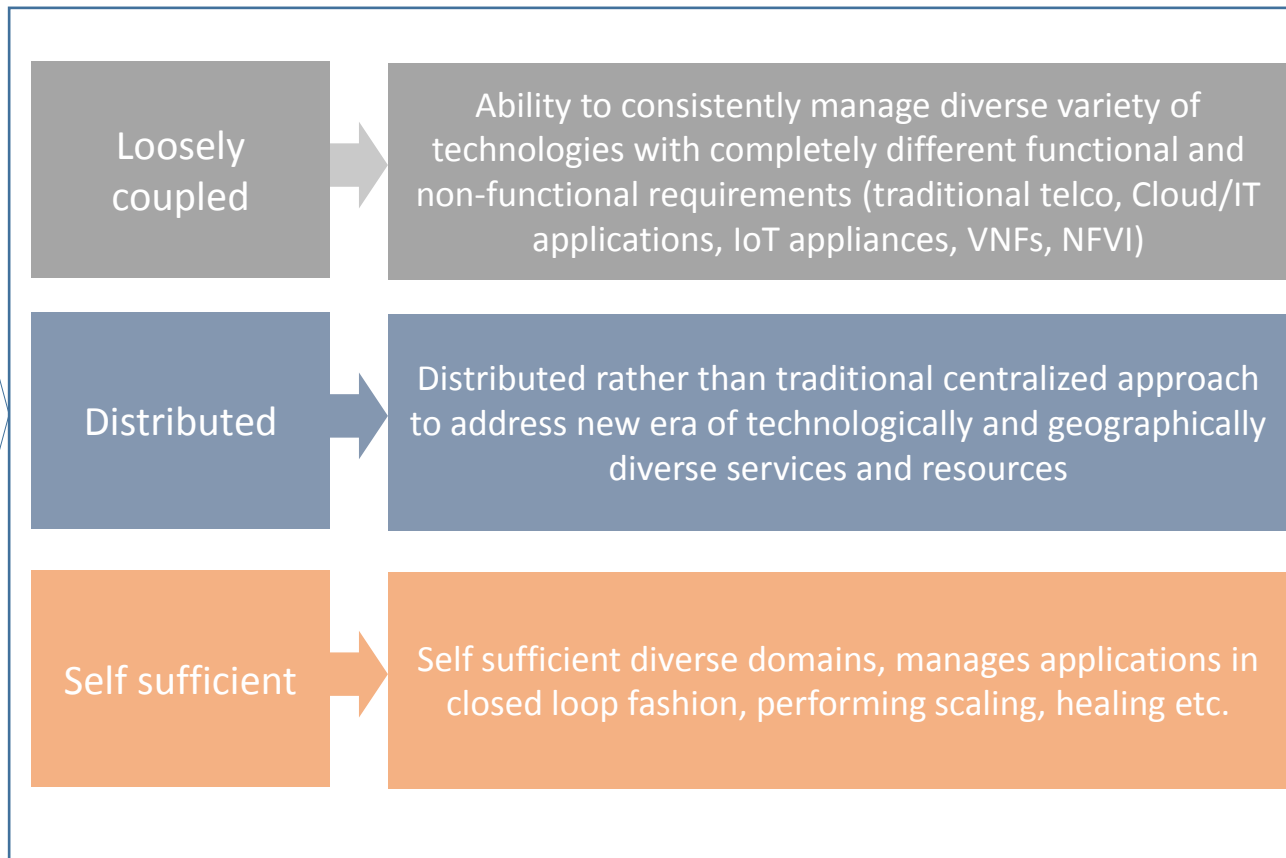 Loosely
coupled
Ability to consistently manage diverse variety of
technologies with completely different functional and
non-functional requirements (traditional telco, Cloud/IT
applications, IoT appliances, VNFs, NFVI)
Distributed
Distributed rather than traditional centralized approach
to address new era of technologically and geographically
diverse services and resources
Self sufficient
Self sufficient diverse domains, manages applications in
closed loop fashion, performing scaling, healing etc.